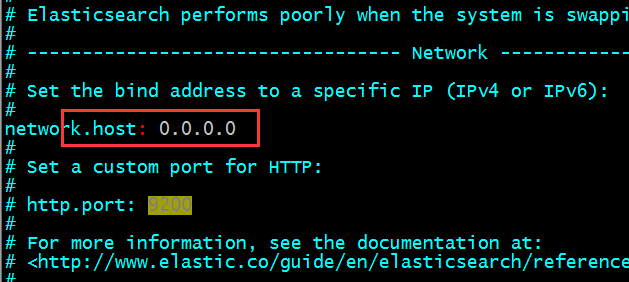 # Elasticsearch performs poorly when the system is swappi
#
# ---------------------------------- Network -----------
#
# Set the bind address to a specific IP (IPv4 or IPv6):
#
network.host: 0.0.0.0
#
# Set a custom port for HTTP:
#
# http.port: 9200
#
# For more information, see the documentation at:
# <http://www.elastic.co/guide/en/elasticsearch/reference
#